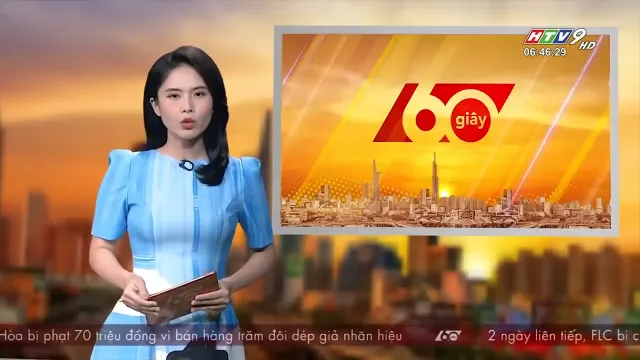 HTV9 HD
06:46:29
60 giây
Hòa bị phạt 70 triệu đồng vì bán hàng trăm đôi dép giả nhãn hiệu 60 2 ngày liên tiếp, FLC bị